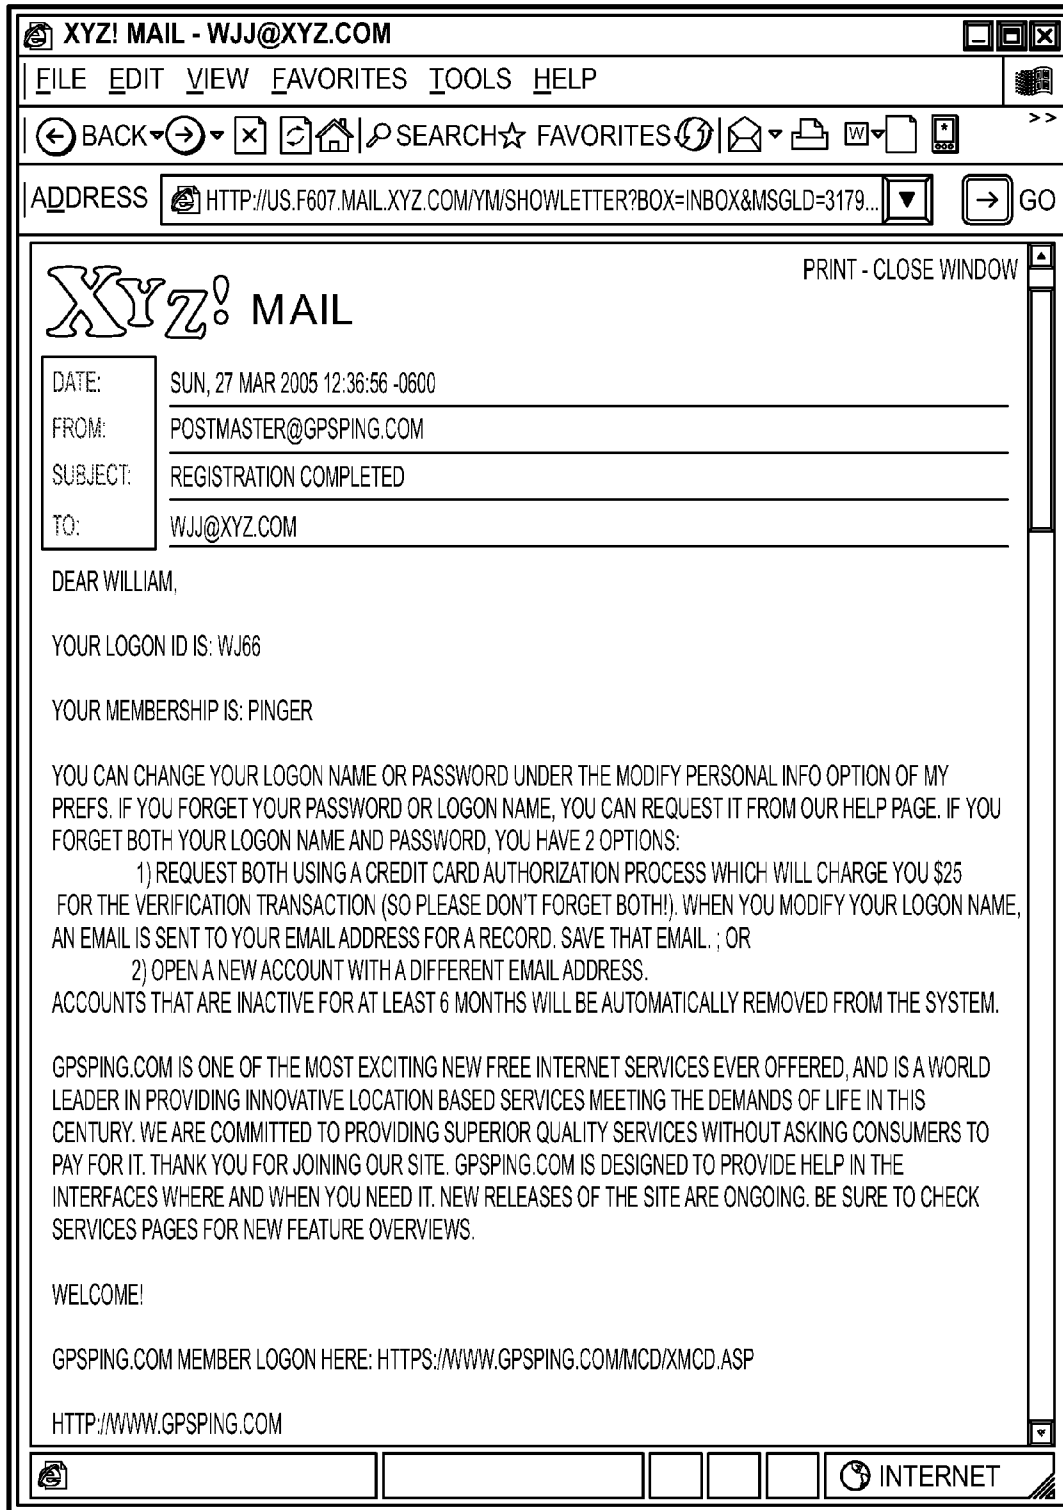 XYZ! MAIL - WJJ@XYZ.COM
FILE EDIT VIEW FAVORITES TOOLS HELP
BACK SEARCH FAVORITES W >>
ADDRESS HTTP://US.F607.MAIL.XYZ.COM/YM/SHOWLETTER?BOX=INBOX&MSGLD=3179... GO
PRINT - CLOSE WINDOW
XYZ! MAIL
DATE: SUN, 27 MAR 2005 12:36:56 -0600
FROM: POSTMASTER@GPSPING.COM
SUBJECT: REGISTRATION COMPLETED
TO: WJJ@XYZ.COM
DEAR WILLIAM,
YOUR LOGON ID IS: WJ66
YOUR MEMBERSHIP IS: PINGER
YOU CAN CHANGE YOUR LOGON NAME OR PASSWORD UNDER THE MODIFY PERSONAL INFO OPTION OF MY
PREFS. IF YOU FORGET YOUR PASSWORD OR LOGON NAME, YOU CAN REQUEST IT FROM OUR HELP PAGE. IF YOU
FORGET BOTH YOUR LOGON NAME AND PASSWORD, YOU HAVE 2 OPTIONS:
1) REQUEST BOTH USING A CREDIT CARD AUTHORIZATION PROCESS WHICH WILL CHARGE YOU $25
FOR THE VERIFICATION TRANSACTION (SO PLEASE DON'T FORGET BOTH!). WHEN YOU MODIFY YOUR LOGON NAME,
AN EMAIL IS SENT TO YOUR EMAIL ADDRESS FOR A RECORD. SAVE THAT EMAIL. ; OR
2) OPEN A NEW ACCOUNT WITH A DIFFERENT EMAIL ADDRESS.
ACCOUNTS THAT ARE INACTIVE FOR AT LEAST 6 MONTHS WILL BE AUTOMATICALLY REMOVED FROM THE SYSTEM.
GPSPING.COM IS ONE OF THE MOST EXCITING NEW FREE INTERNET SERVICES EVER OFFERED, AND IS A WORLD
LEADER IN PROVIDING INNOVATIVE LOCATION BASED SERVICES MEETING THE DEMANDS OF LIFE IN THIS
CENTURY. WE ARE COMMITTED TO PROVIDING SUPERIOR QUALITY SERVICES WITHOUT ASKING CONSUMERS TO
PAY FOR IT. THANK YOU FOR JOINING OUR SITE. GPSPING.COM IS DESIGNED TO PROVIDE HELP IN THE
INTERFACES WHERE AND WHEN YOU NEED IT. NEW RELEASES OF THE SITE ARE ONGOING. BE SURE TO CHECK
SERVICES PAGES FOR NEW FEATURE OVERVIEWS.
WELCOME!
GPSPING.COM MEMBER LOGON HERE: HTTPS://WWW.GPSPING.COM/MCD/XMCD.ASP
HTTP://WWW.GPSPING.COM
INTERNET